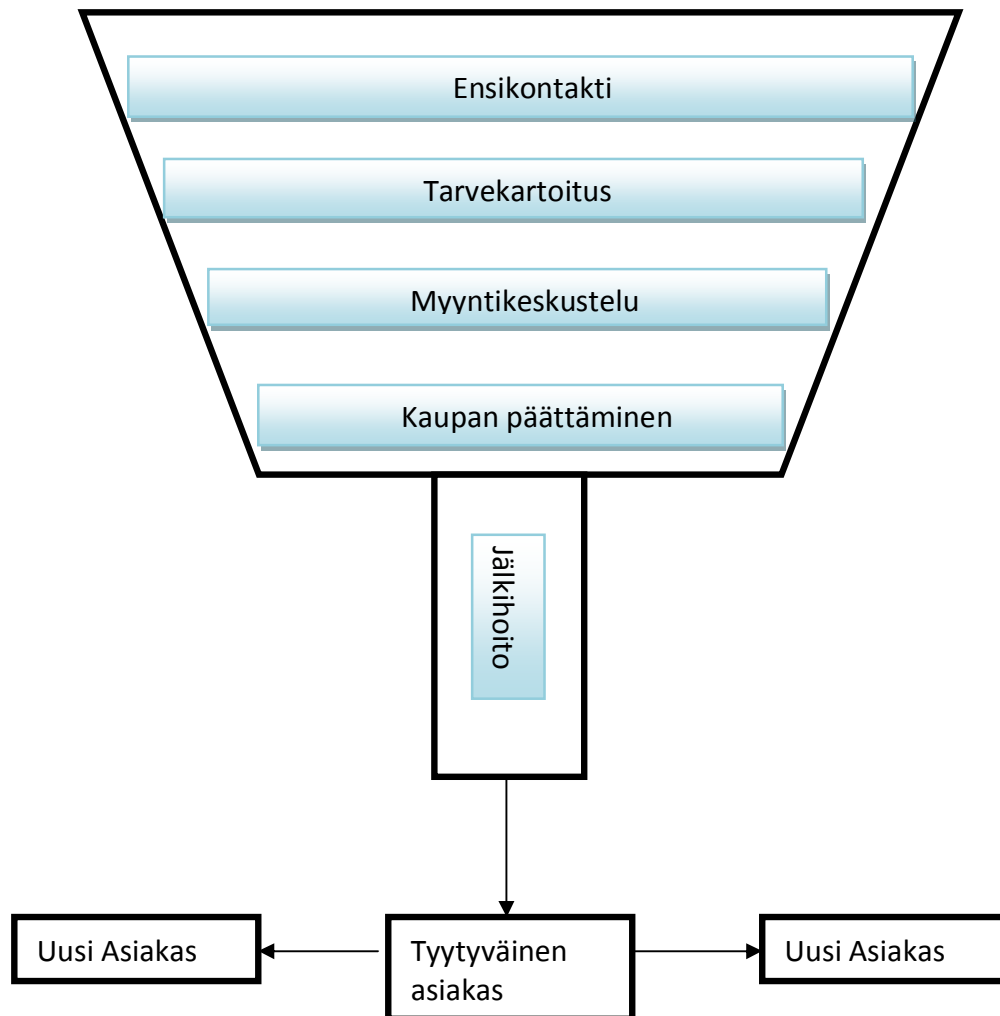 Ensikontakti
Tarvekartoitus
Myyntikeskustelu
Kaupan päättäminen
Jälkihoito
Uusi Asiakas
Tyytyväinen
asiakas
Uusi Asiakas